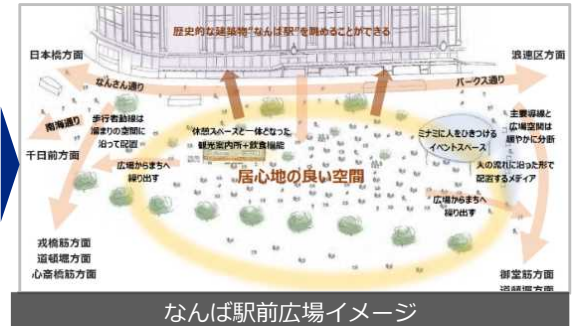 歴史的な建築物"なんば駅"を眺めることができる
日本橋方面
浪速区方面
なんさん通り
パークス通り
南海通り
歩行者動線は
溜まりの空間に
沿って配置
千日前方面
休憩スペースと一体となった
観光案内所+飲食機能
ミナミに人をひきつける
イベントスペース
主要導線と
広場空間は
緩やかに分断
人の流れに沿った形で
配置するメディア
広場からまちへ
繰り出す
居心地の良い空間
広場からまちへ
繰り出す
戎橋筋方面
道頓堀方面
心斎橋筋方面
御堂筋方面
道頓堀方面
なんば駅前広場イメージ